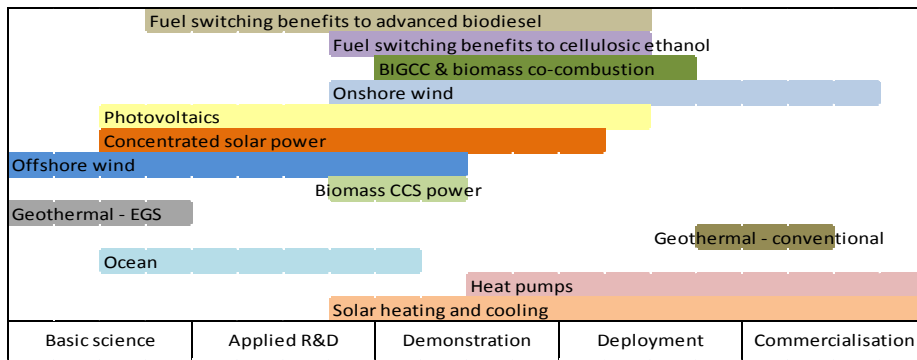 Fuel switching benefits to advanced biodiesel
Fuel switching benefits to cellulosic ethanol
BIGCC & biomass co-combustion
Onshore wind
Photovoltaics
Concentrated solar power
Offshore wind
Biomass CCS power
Geothermal - EGS
Geothermal - conventional
Ocean
Heat pumps
Solar heating and cooling
Basic science Applied R&D Demonstration Deployment Commercialisation